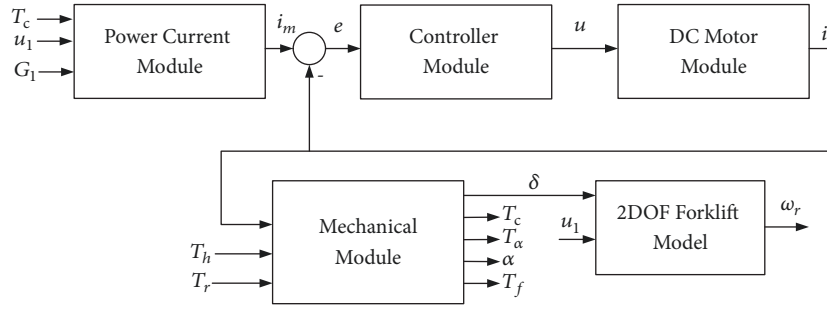 T_c
u_1
G_1
Power Current
Module
i_m
-
e
Controller
Module
u
DC Motor
Module
i
T_h
T_r
Mechanical
Module
δ
T_c
T_α
α
T_f
u_1
2DOF Forklift
Model
ω_r